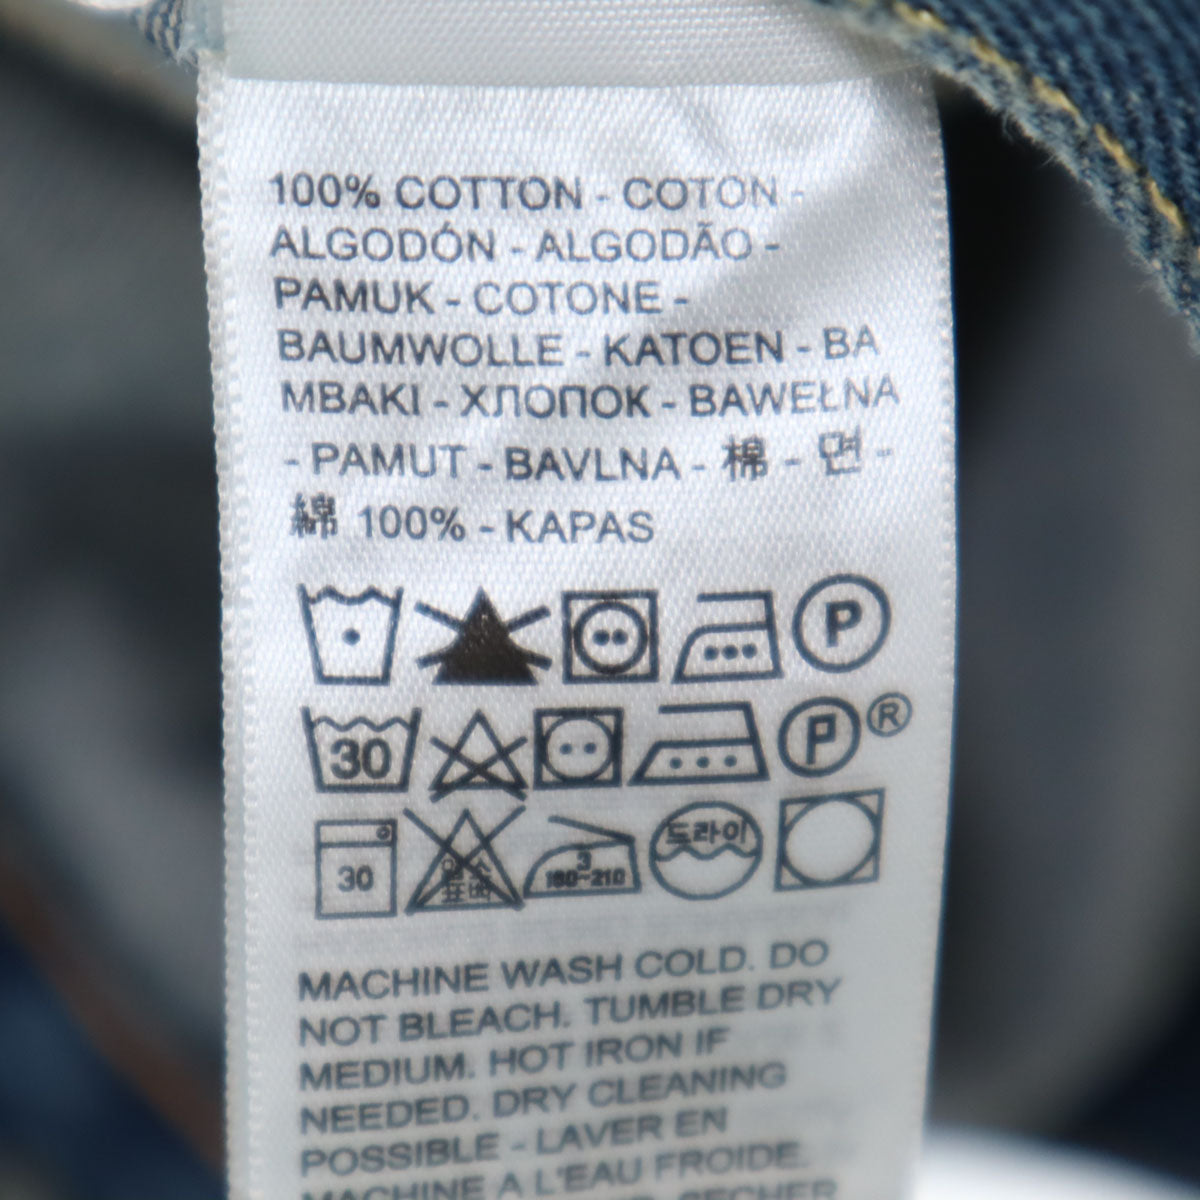 100% COTTON - COTON -
ALGODÓN - ALGODÃO -
PAMUK - COTONE -
BAUMWOLLE - KATOEN - BA
MBAKI - ХЛОПОК - BAWEŁNA
- PAMUT - BAVLNA - 棉 - 면 -
綿 100% - KAPAS
P
30 P ®
30 3 180~210 드라이
MACHINE WASH COLD. DO
NOT BLEACH. TUMBLE DRY
MEDIUM. HOT IRON IF
NEEDED. DRY CLEANING
POSSIBLE - LAVER EN
MACHINE A L'EAU FROIDE.
SECHER